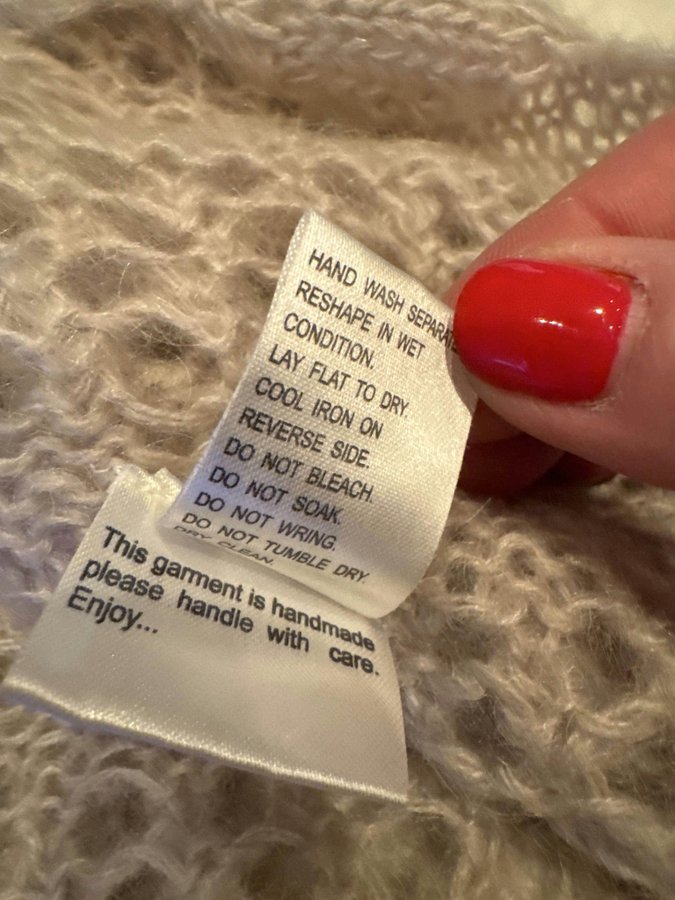 HAND WASH SEPARATE
RESHAPE IN WET
CONDITION.
LAY FLAT TO DRY.
COOL IRON ON
REVERSE SIDE.
DO NOT BLEACH.
DO NOT SOAK.
DO NOT WRING.
DO NOT TUMBLE DRY.
DRY CLEAN.
This garment is handmade
please handle with care.
Enjoy...